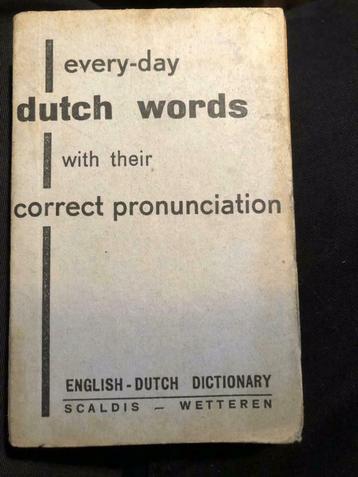 every-day
dutch words
with their
correct pronunciation
ENGLISH - DUTCH DICTIONARY
SCALDIS — WETTEREN